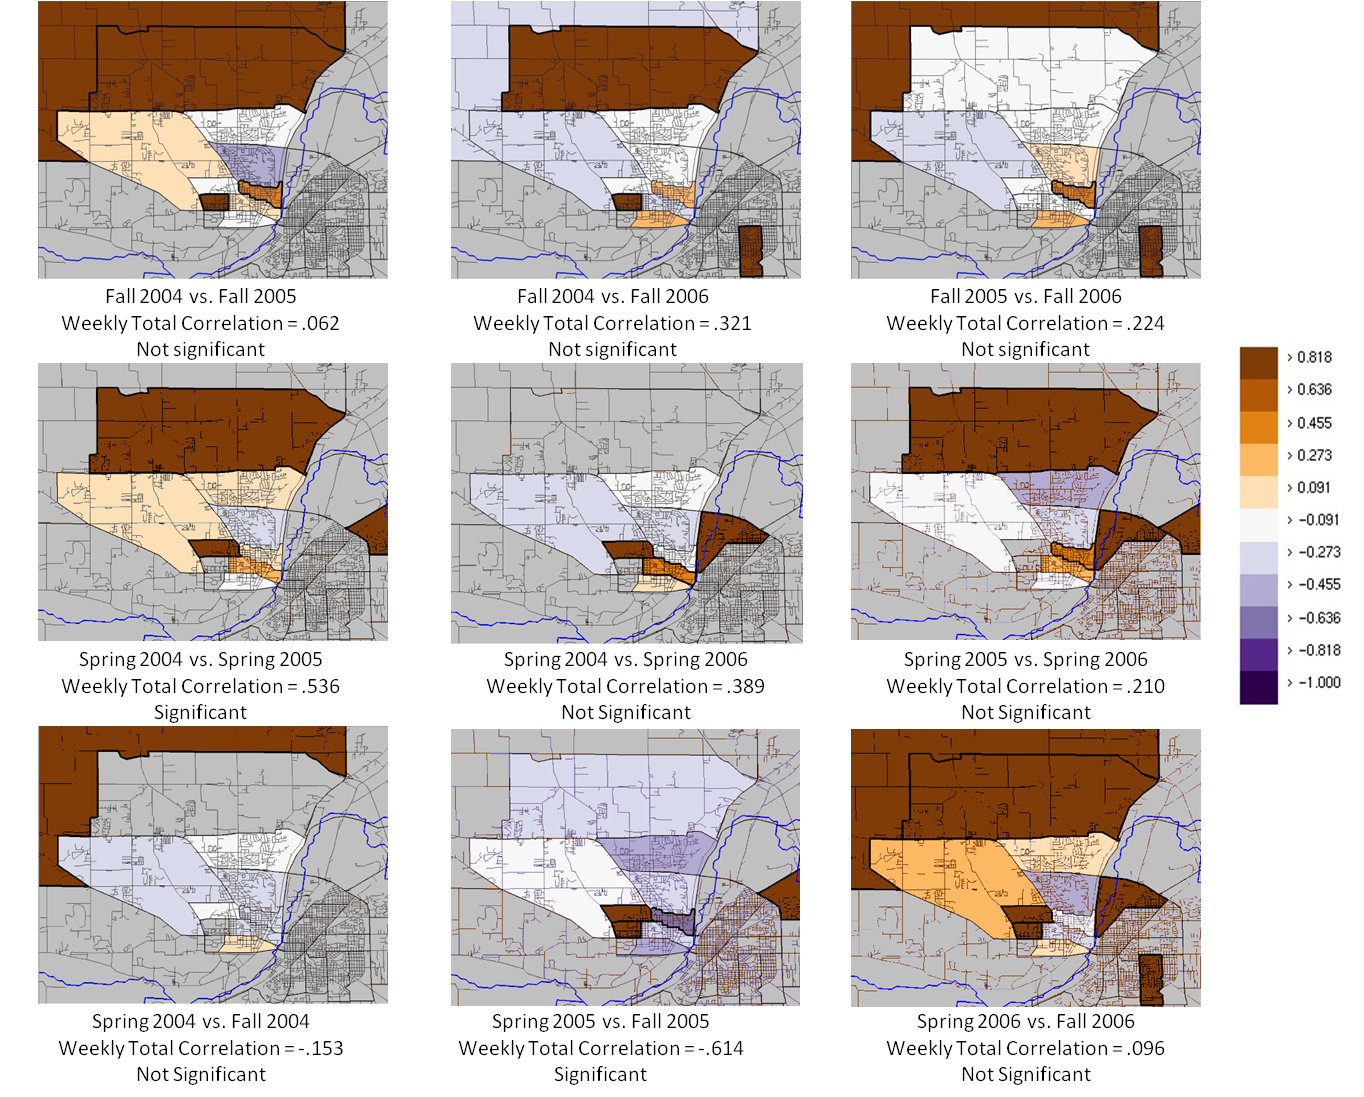 Fall 2004 vs. Fall 2005
Weekly Total Correlation = .062
Not significant
Fall 2004 vs. Fall 2006
Weekly Total Correlation = .321
Not significant
Fall 2005 vs. Fall 2006
Weekly Total Correlation = .224
Not significant
> 0.818
> 0.636
> 0.455
> 0.273
> 0.091
> -0.091
> -0.273
> -0.455
> -0.636
> -0.818
> -1.000
Spring 2004 vs. Spring 2005
Weekly Total Correlation = .536
Significant
Spring 2004 vs. Spring 2006
Weekly Total Correlation = .389
Not Significant
Spring 2005 vs. Spring 2006
Weekly Total Correlation = .210
Not Significant
Spring 2004 vs. Fall 2004
Weekly Total Correlation = -.153
Not Significant
Spring 2005 vs. Fall 2005
Weekly Total Correlation = -.614
Significant
Spring 2006 vs. Fall 2006
Weekly Total Correlation = .096
Not Significant